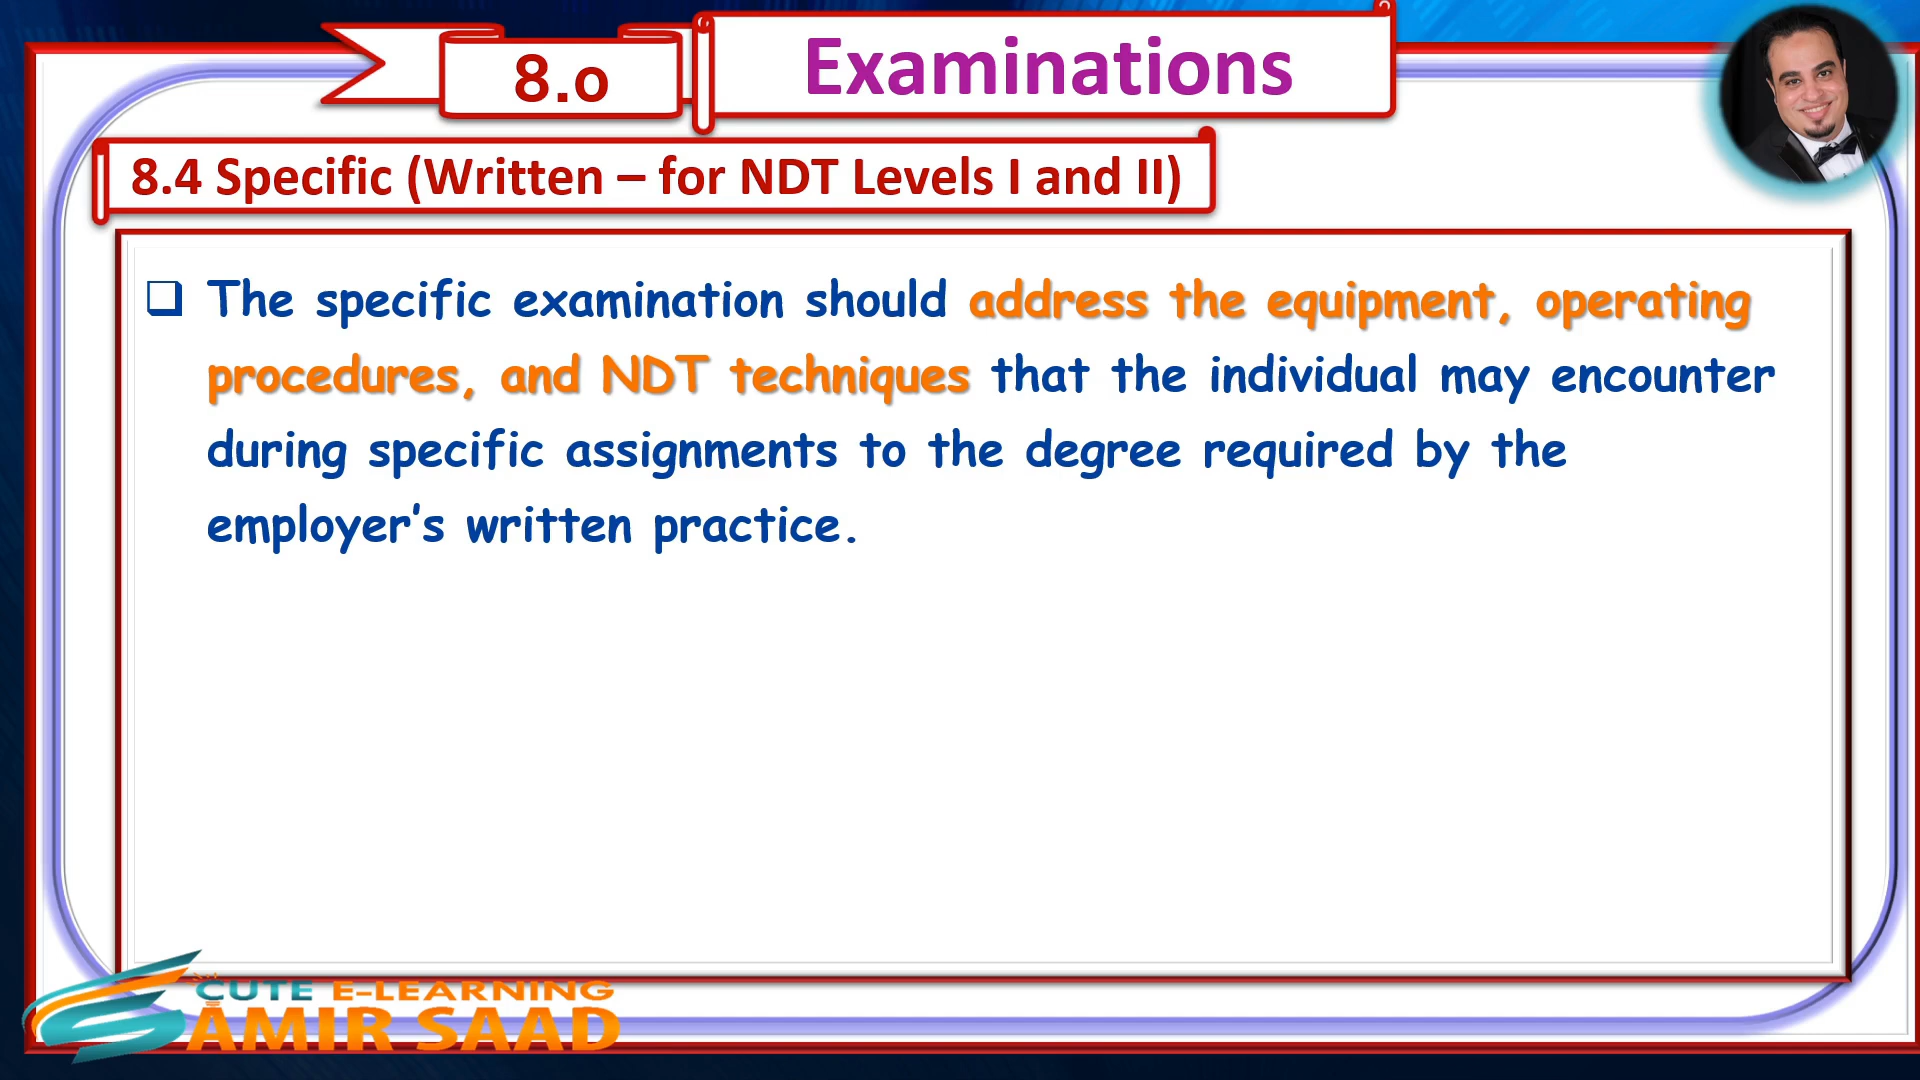 8.0
Examinations
8.4 Specific (Written – for NDT Levels I and II)
The specific examination should address the equipment, operating
procedures, and NDT techniques that the individual may encounter
during specific assignments to the degree required by the
employer’s written practice.
CUTE E-LEARNING
AMIR SAAD